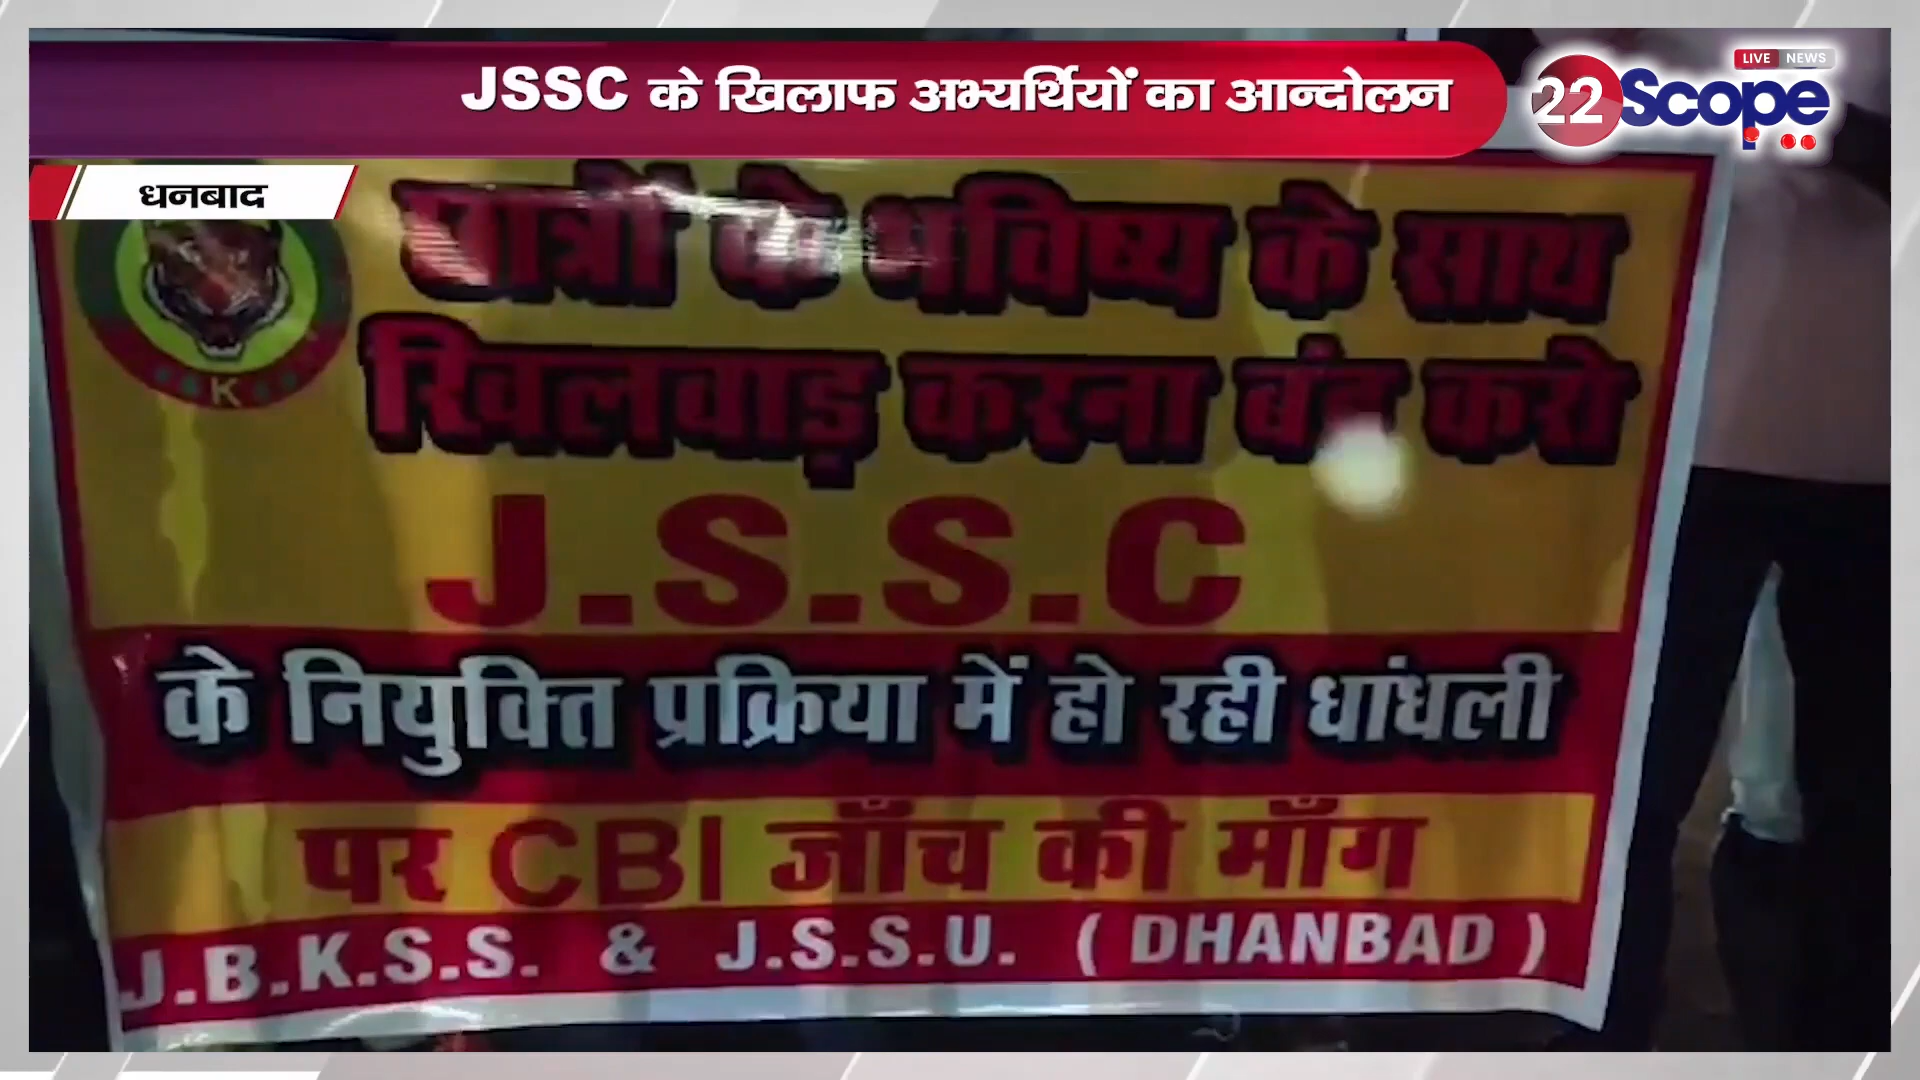 JSSC के खिलाफ अभ्यर्थियों का आन्दोलन
LIVE NEWS
22Scope
धनबाद
छात्रों के भविष्य के साथ
खिलवाड़ करना बंद करो
J.S.S.C
के नियुक्ति प्रक्रिया में हो रही धांधली
पर CBI जाँच की माँग
J.B.K.S.S. & J.S.S.U. ( DHANBAD )
K